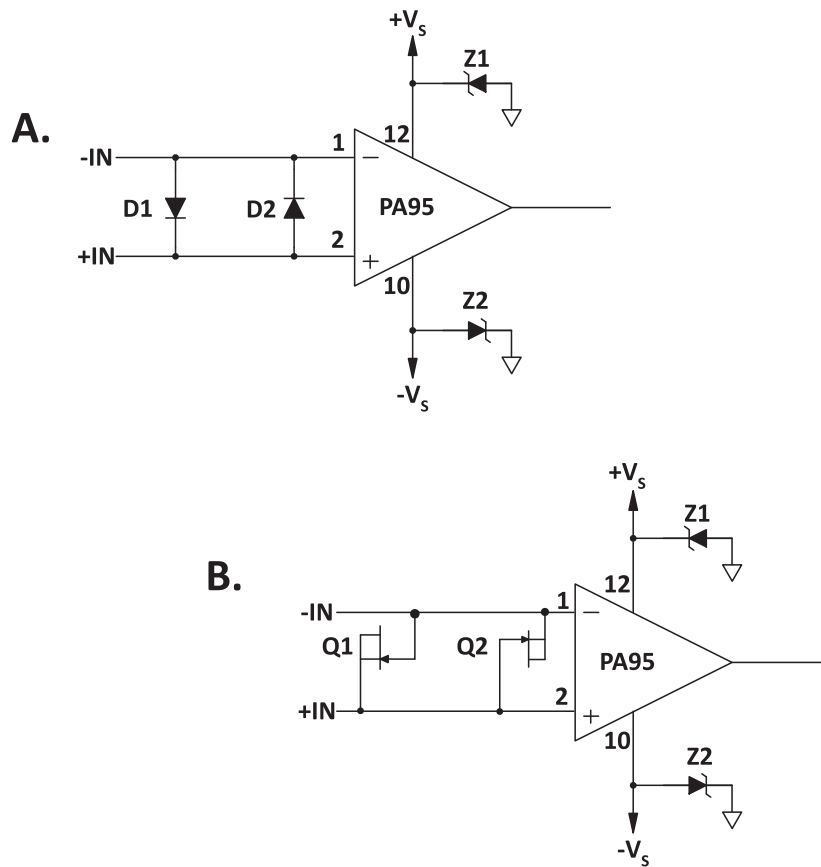 A.
+VS
Z1
12
-IN
1
−
D1
D2
PA95
+IN
2
+
10
Z2
-VS
B.
+VS
Z1
12
-IN
1
−
Q1
Q2
PA95
+IN
2
+
10
Z2
-VS